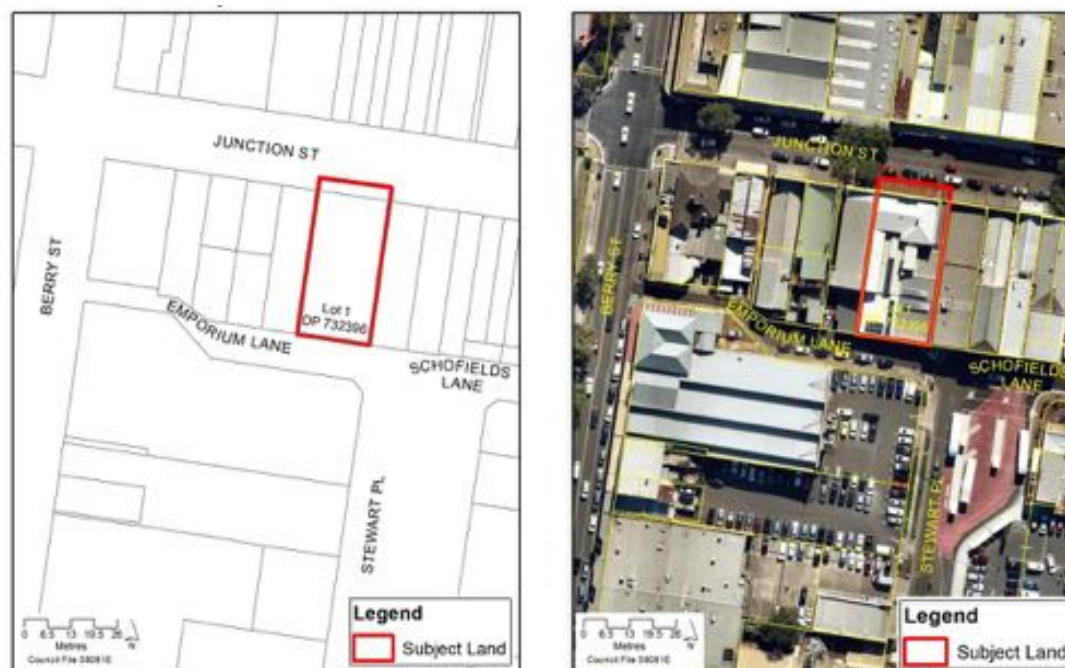 JUNCTION ST
BERRY ST
Lot 1
DP 732396
EMPORIUM LANE
SCHOFIELDS
LANE
STEWART PL
Legend
Subject Land
0 6.5 13 19.5 26
Metres
N
JUNCTION ST
BERRY ST
EMPORIUM LANE
SCHOFIELDS
LANE
STEWART PL
Legend
Subject Land
0 6.5 13 19.5 26
Metres
N